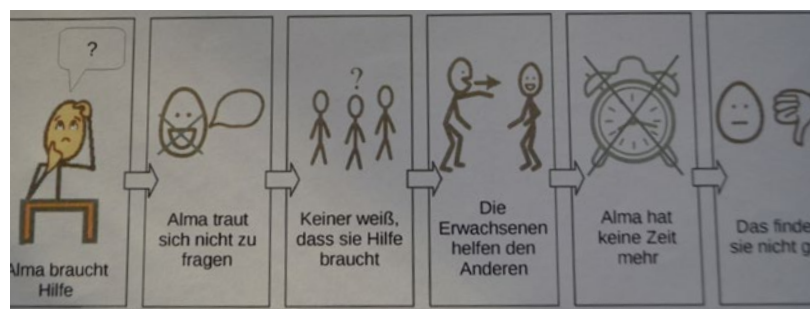 ?
Alma braucht
Hilfe
Alma traut
sich nicht zu
fragen
?
Keiner weiß,
dass sie Hilfe
braucht
Die
Erwachsenen
helfen den
Anderen
Alma hat
keine Zeit
mehr
Das finde
sie nicht g